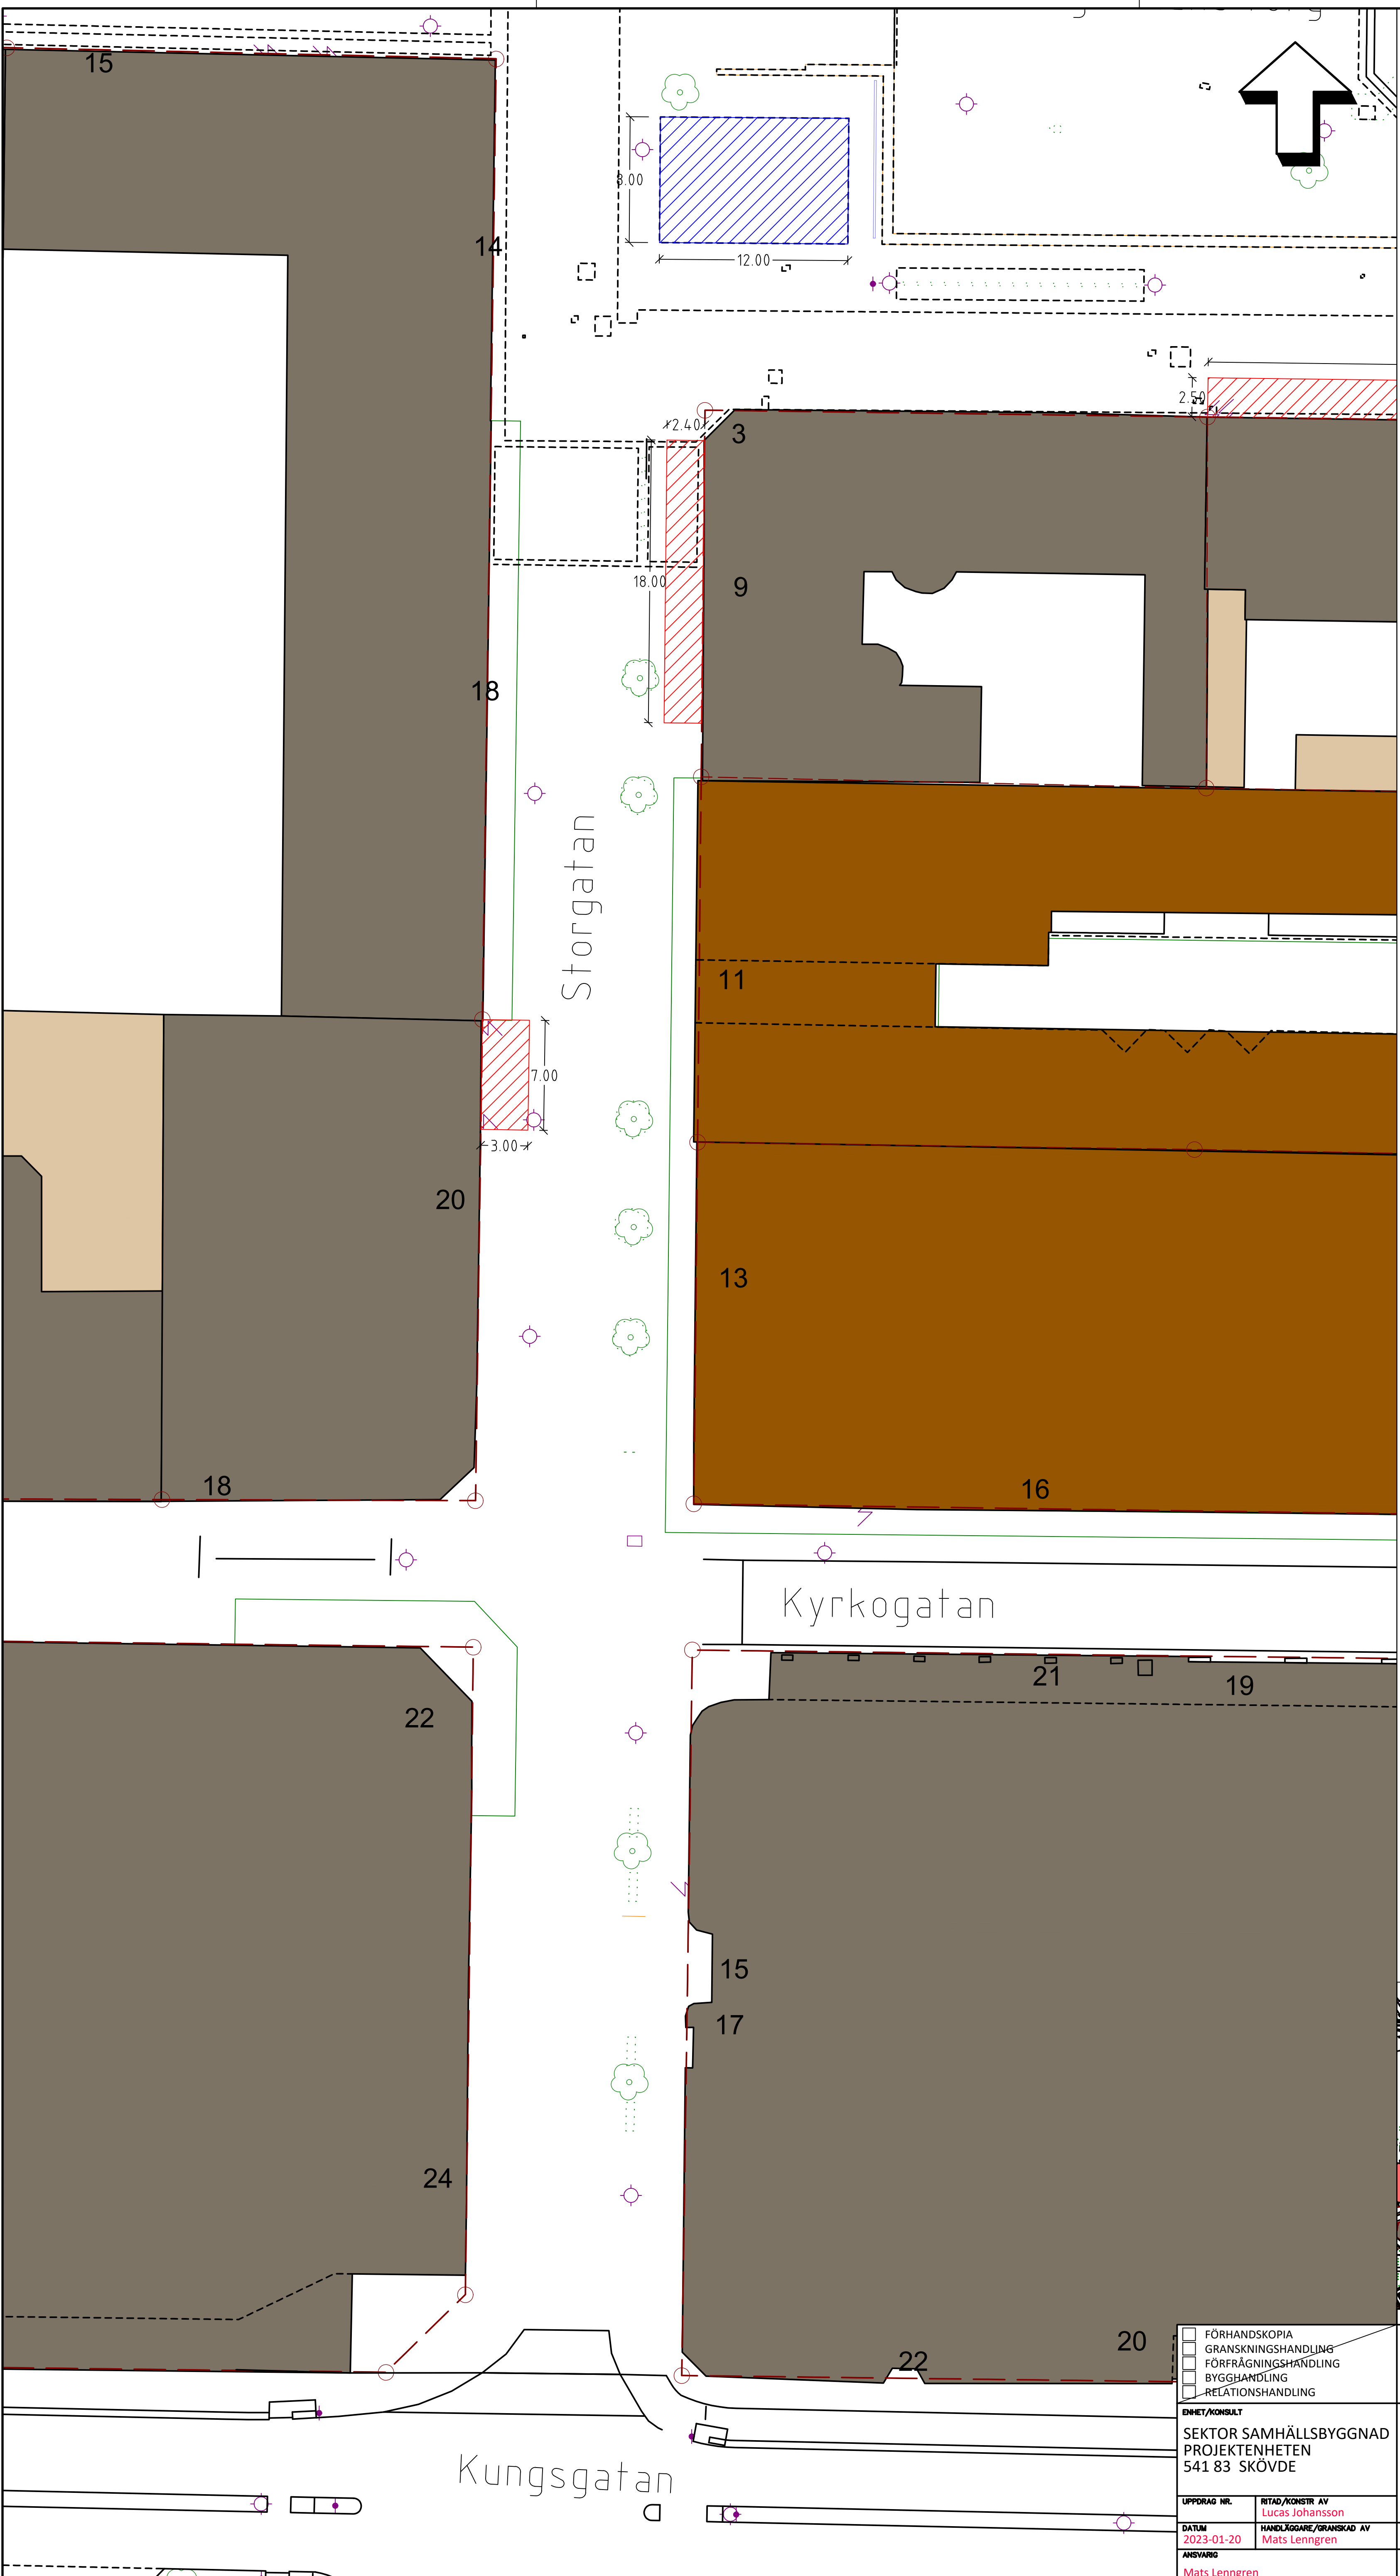 15
14
8.00
12.00
2.50
2.40
3
18.00
9
18
Storgatan
11
7.00
3.00
20
13
18
16
Kyrkogatan
21
19
22
15
17
24
20
22
Kungsgatan
FÖRHANDSKOPIA
GRANSKNINGSHANDLING
FÖRFRÅGNINGSHANDLING
BYGGHANDLING
RELATIONSHANDLING
ENHET/KONSULT
SEKTOR SAMHÄLLSBYGGNAD
PROJEKTENHETEN
541 83 SKÖVDE
UPPDRAG NR.
RITAD/KONSTR AV
Lucas Johansson
DATUM
HANDLÄGGARE/GRANSKAD AV
2023-01-20
Mats Lenngren
ANSVARIG
Mats Lenngren